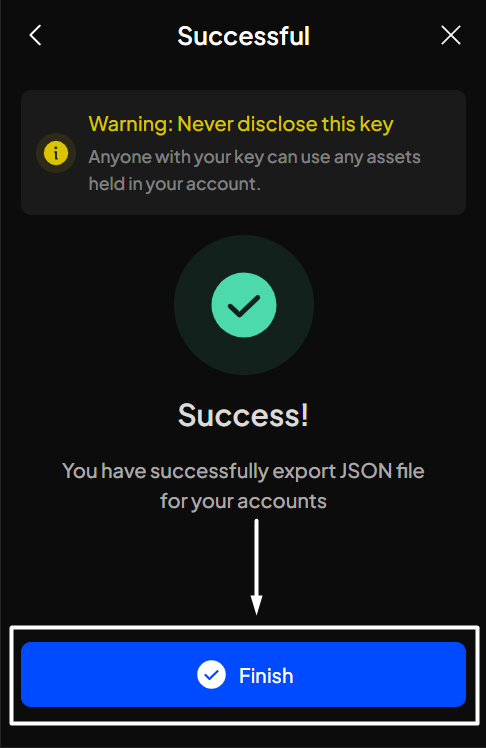 Successful
Warning: Never disclose this key
Anyone with your key can use any assets
held in your account.
Success!
You have successfully export JSON file
for your accounts
Finish